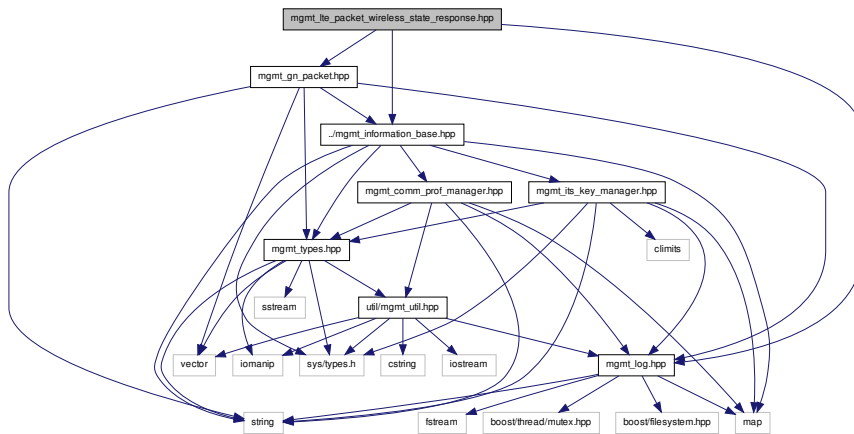 mgmt_lte_packet_wireless_state_response.hpp
mgmt_gn_packet.hpp
../mgmt_information_base.hpp
mgmt_comm_prof_manager.hpp
mgmt_its_key_manager.hpp
mgmt_types.hpp
climits
sstream
util/mgmt_util.hpp
vector
iomanip
sys/types.h
cstring
iostream
mgmt_log.hpp
string
fstream
boost/thread/mutex.hpp
boost/filesystem.hpp
map